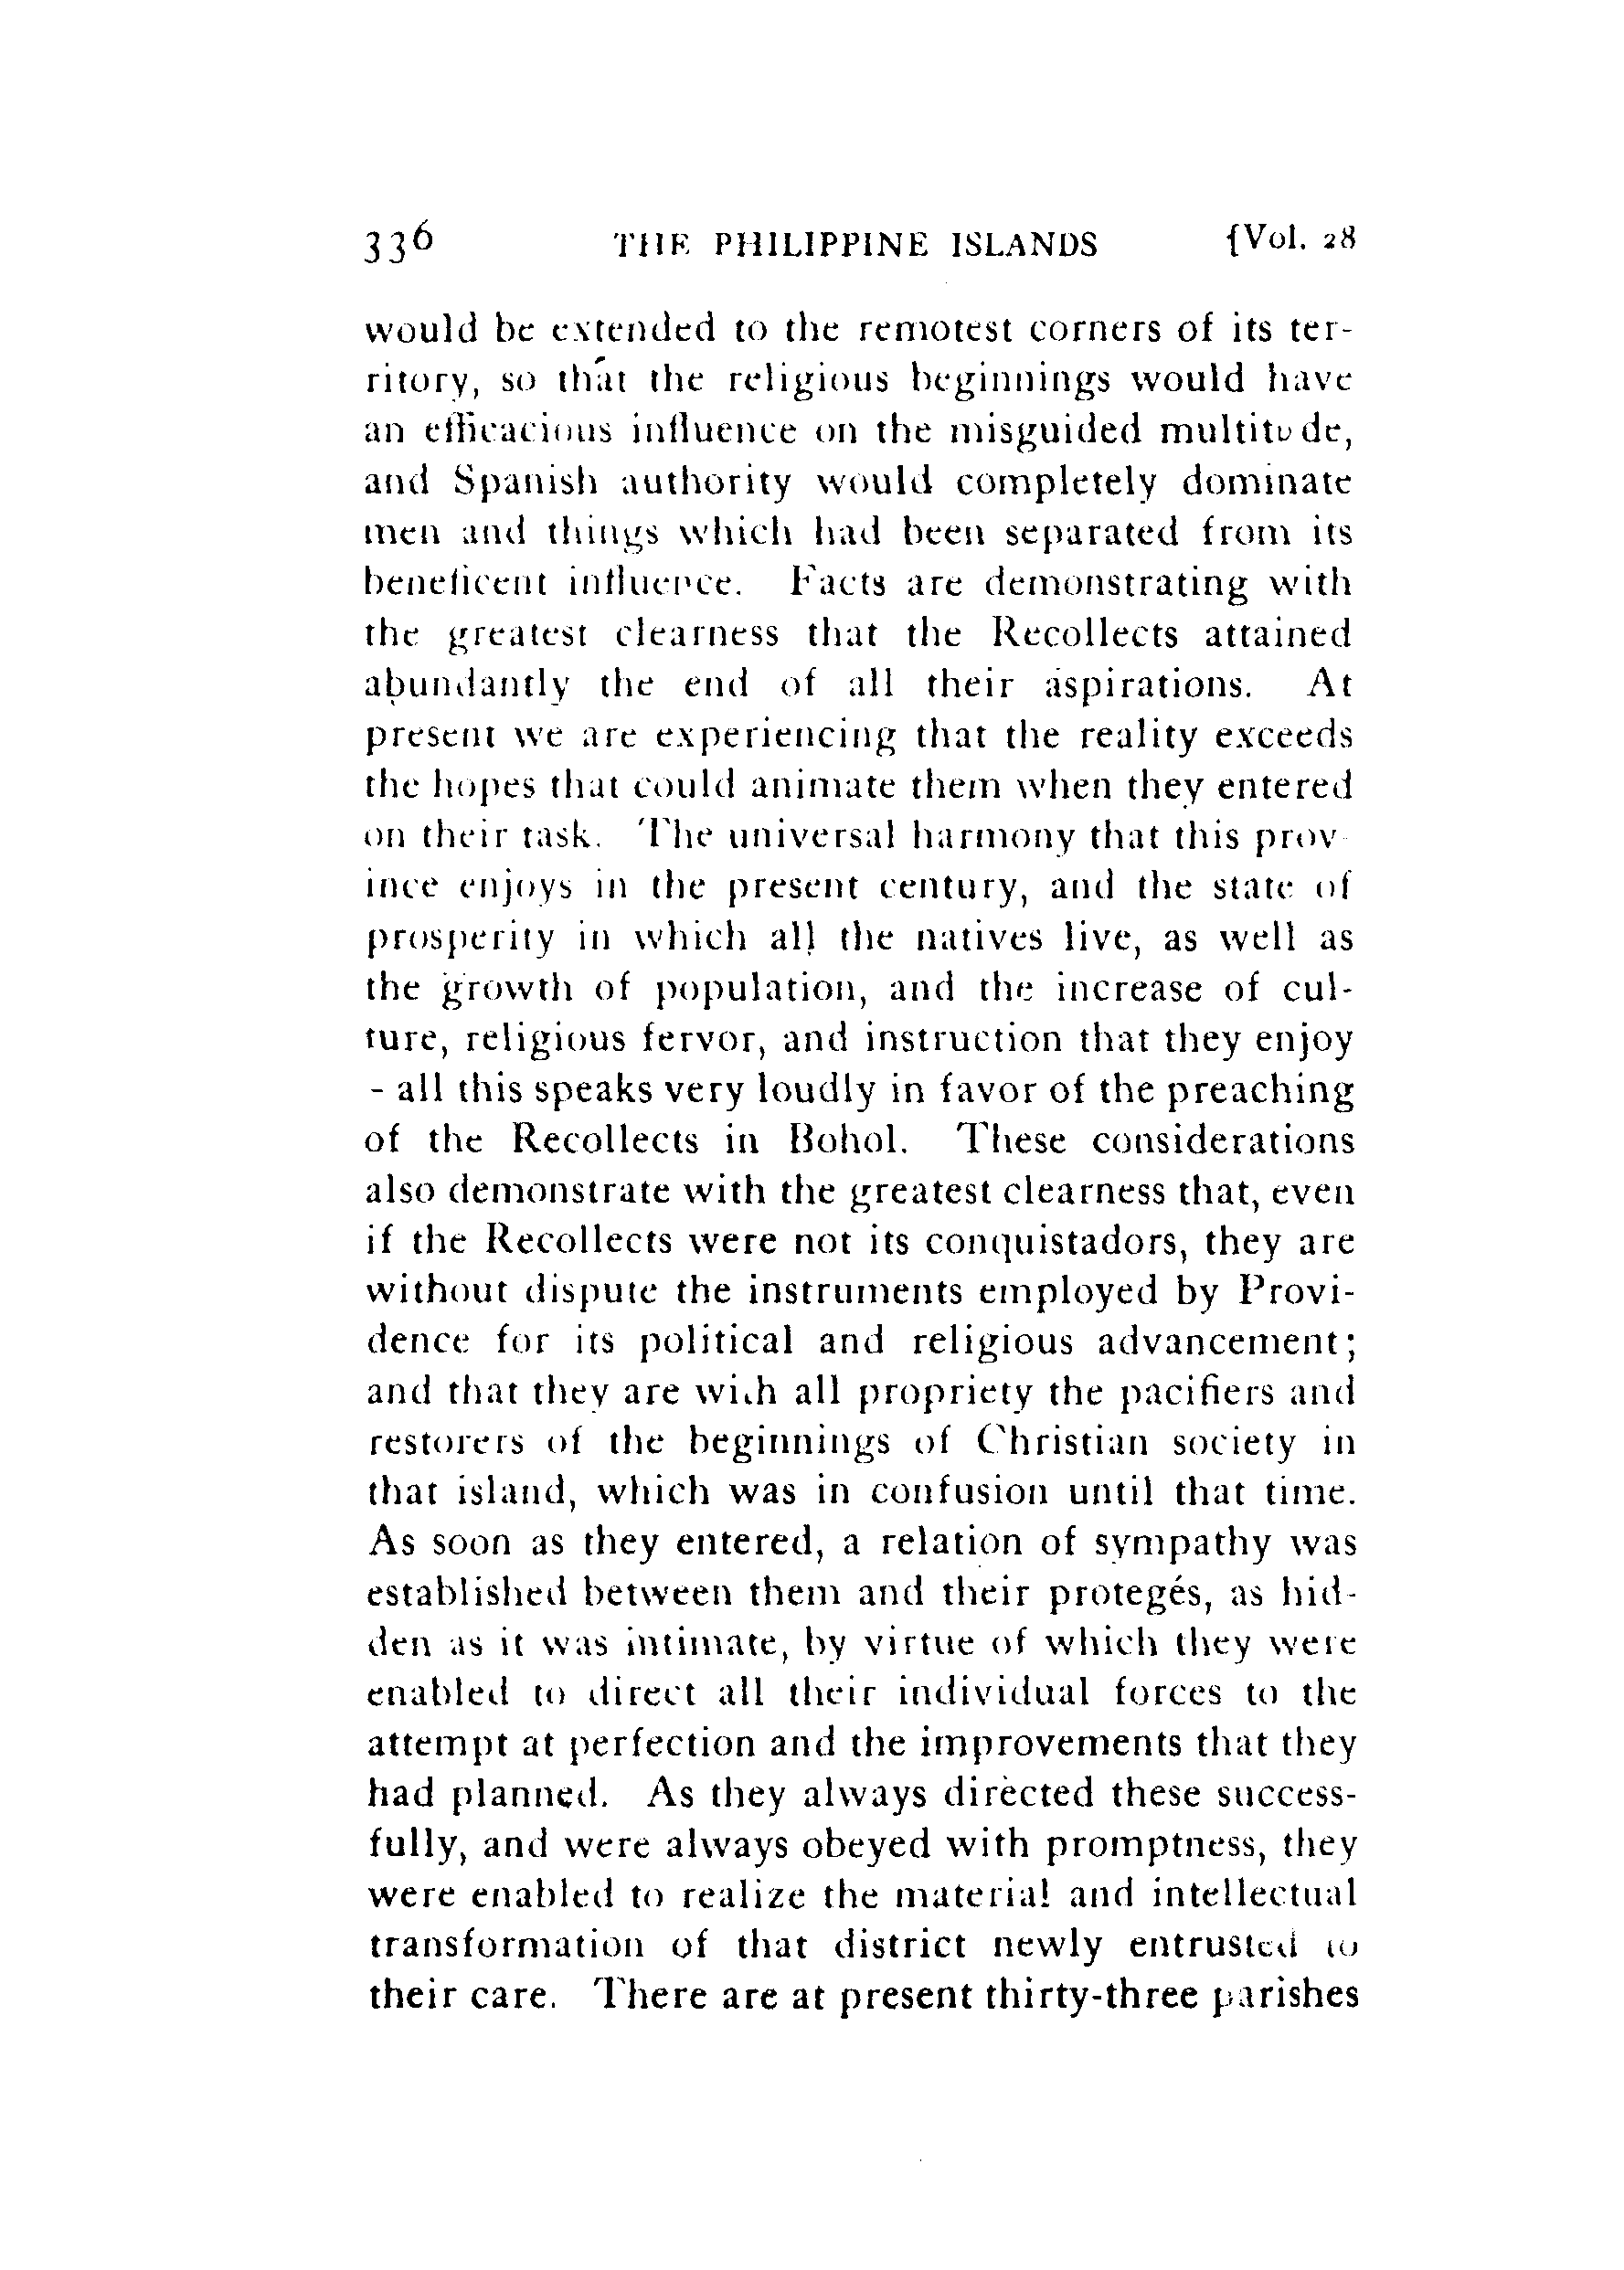 336 THE PHILIPPINE ISLANDS [Vol. 28
would be extended to the remotest corners of its ter-
ritory, so that the religious beginnings would have
an efficacious influence on the misguided multitude,
and Spanish authority would completely dominate
men and things which had been separated from its
beneficent influence. Facts are demonstrating with
the greatest clearness that the Recollects attained
abundantly the end of all their aspirations. At
present we are experiencing that the reality exceeds
the hopes that could animate them when they entered
on their task. The universal harmony that this prov-
ince enjoys in the present century, and the state of
prosperity in which all the natives live, as well as
the growth of population, and the increase of cul-
ture, religious fervor, and instruction that they enjoy
- all this speaks very loudly in favor of the preaching
of the Recollects in Bohol. These considerations
also demonstrate with the greatest clearness that, even
if the Recollects were not its conquistadors, they are
without dispute the instruments employed by Provi-
dence for its political and religious advancement;
and that they are with all propriety the pacifiers and
restorers of the beginnings of Christian society in
that island, which was in confusion until that time.
As soon as they entered, a relation of sympathy was
established between them and their protegés, as hid-
den as it was intimate, by virtue of which they were
enabled to direct all their individual forces to the
attempt at perfection and the improvements that they
had planned. As they always directed these success-
fully, and were always obeyed with promptness, they
were enabled to realize the material and intellectual
transformation of that district newly entrusted to
their care. There are at present thirty-three parishes